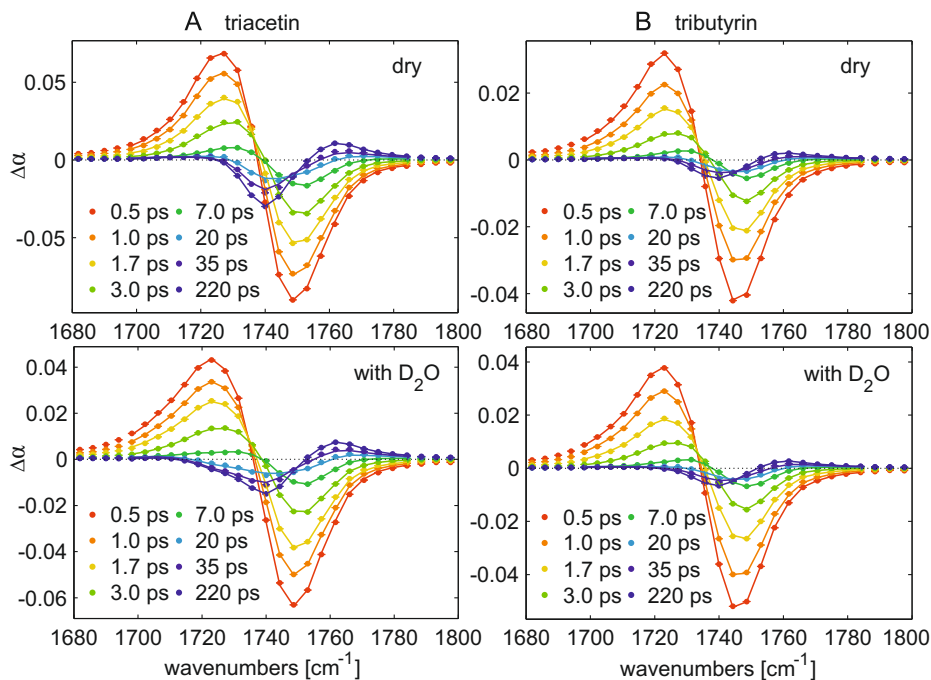 A triacetin
B tributyrin
dry
0.05
0
-0.05
Δα
0.5 ps 7.0 ps
1.0 ps 20 ps
1.7 ps 35 ps
3.0 ps 220 ps
1680 1700 1720 1740 1760 1780 1800
dry
0.02
0
-0.02
-0.04
0.5 ps 7.0 ps
1.0 ps 20 ps
1.7 ps 35 ps
3.0 ps 220 ps
1680 1700 1720 1740 1760 1780 1800
with D2O
0.04
0.02
0
-0.02
-0.04
-0.06
Δα
0.5 ps 7.0 ps
1.0 ps 20 ps
1.7 ps 35 ps
3.0 ps 220 ps
1680 1700 1720 1740 1760 1780 1800
wavenumbers [cm-1]
with D2O
0.04
0.02
0
-0.02
-0.04
0.5 ps 7.0 ps
1.0 ps 20 ps
1.7 ps 35 ps
3.0 ps 220 ps
1680 1700 1720 1740 1760 1780 1800
wavenumbers [cm-1]